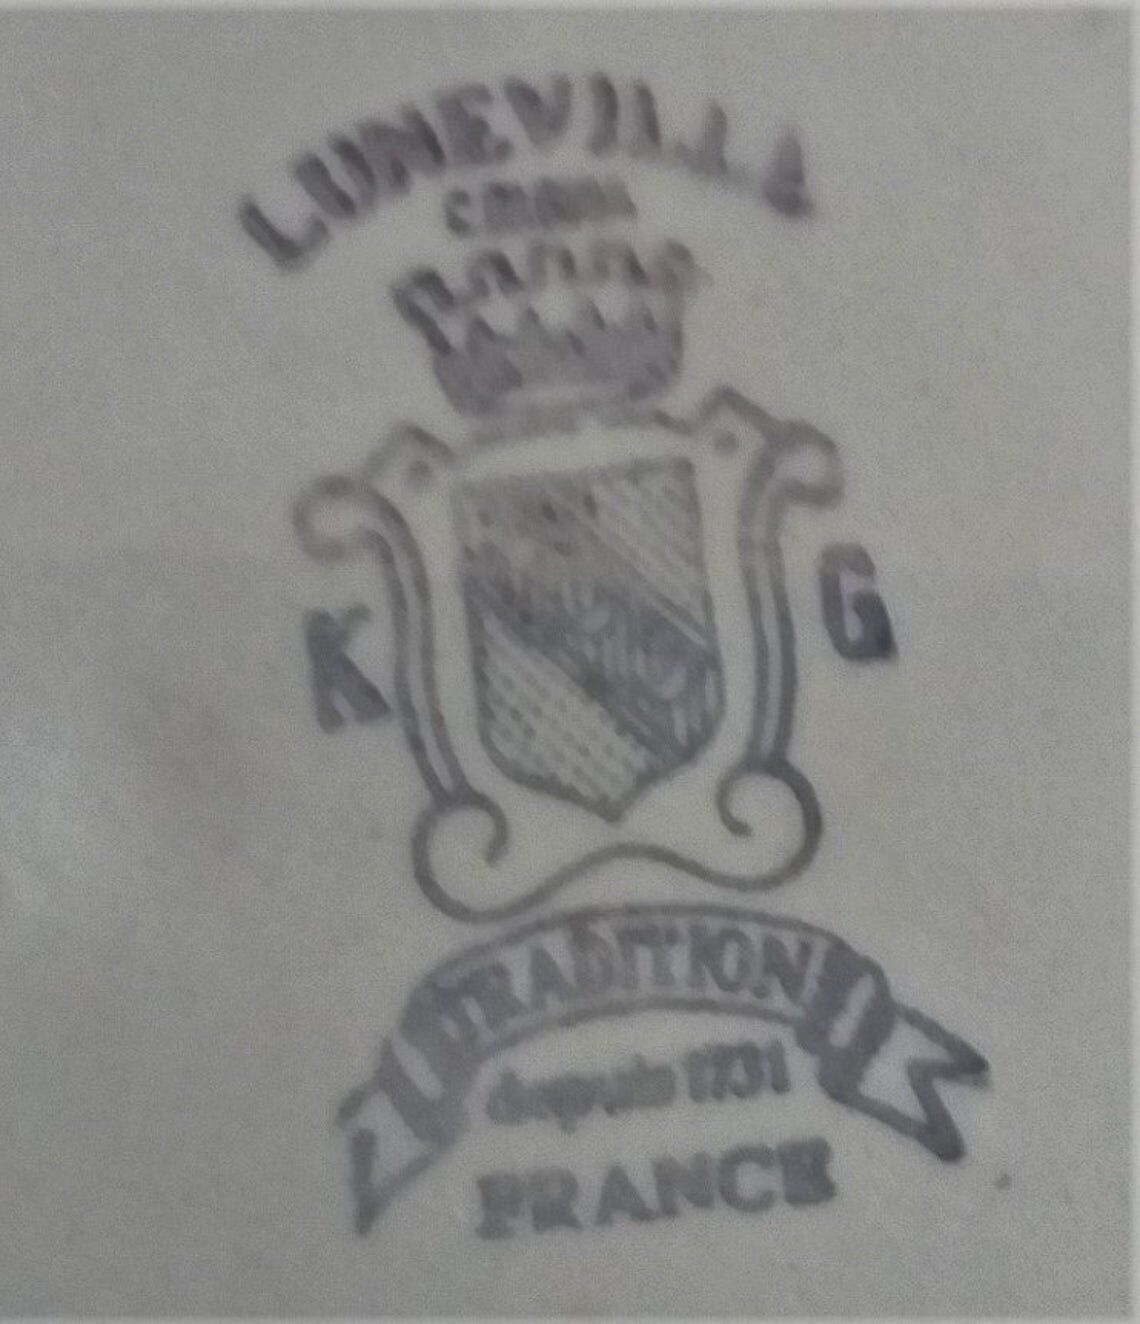 LUNEVILLE
K G
TRADITION
depuis 1731
FRANCE